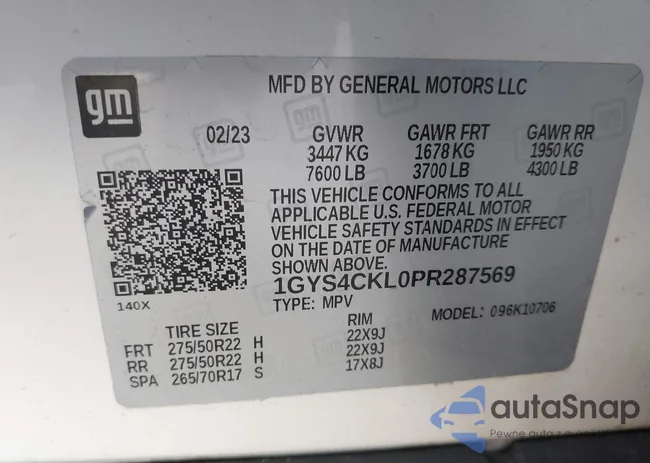 gm
MFD BY GENERAL MOTORS LLC
02/23 GVWR GAWR FRT GAWR RR
3447 KG 1678 KG 1950 KG
7600 LB 3700 LB 4300 LB
THIS VEHICLE CONFORMS TO ALL
APPLICABLE U.S. FEDERAL MOTOR
VEHICLE SAFETY STANDARDS IN EFFECT
ON THE DATE OF MANUFACTURE
SHOWN ABOVE.
1GYS4CKL0PR287569
140X
TYPE: MPV MODEL: 096K10706
TIRE SIZE RIM
FRT 275/50R22 H 22X9J
RR 275/50R22 H 22X9J
SPA 265/70R17 S 17X8J
autaSnap
Pewne auta z aukcji